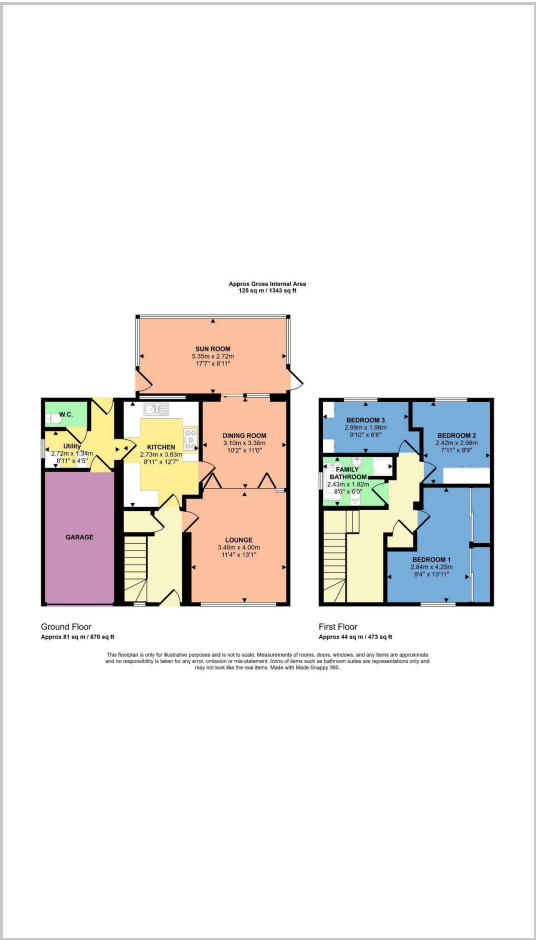 Approx Gross Internal Area
125 sq m / 1343 sq ft
SUN ROOM
5.35m x 2.72m
17'7" x 8'11"
W.C.
Utility
2.72m x 1.34m
8'11" x 4'5"
KITCHEN
2.73m x 3.83m
8'11" x 12'7"
DINING ROOM
3.10m x 3.36m
10'2" x 11'0"
GARAGE
LOUNGE
3.46m x 4.00m
11'4" x 13'1"
Ground Floor
Approx 81 sq m / 870 sq ft
BEDROOM 3
2.99m x 1.98m
9'10" x 6'6"
BEDROOM 2
2.42m x 2.98m
7'11" x 9'9"
FAMILY
BATHROOM
2.43m x 1.82m
8'0" x 6'0"
BEDROOM 1
2.84m x 4.25m
9'4" x 13'11"
First Floor
Approx 44 sq m / 473 sq ft
This floorplan is only for illustrative purposes and is not to scale. Measurements of rooms, doors, windows, and any items are approximate
and no responsibility is taken for any error, omission or mis-statement. Icons of items such as bathroom suites are representations only and
may not look like the real items. Made with Made Snappy 360.